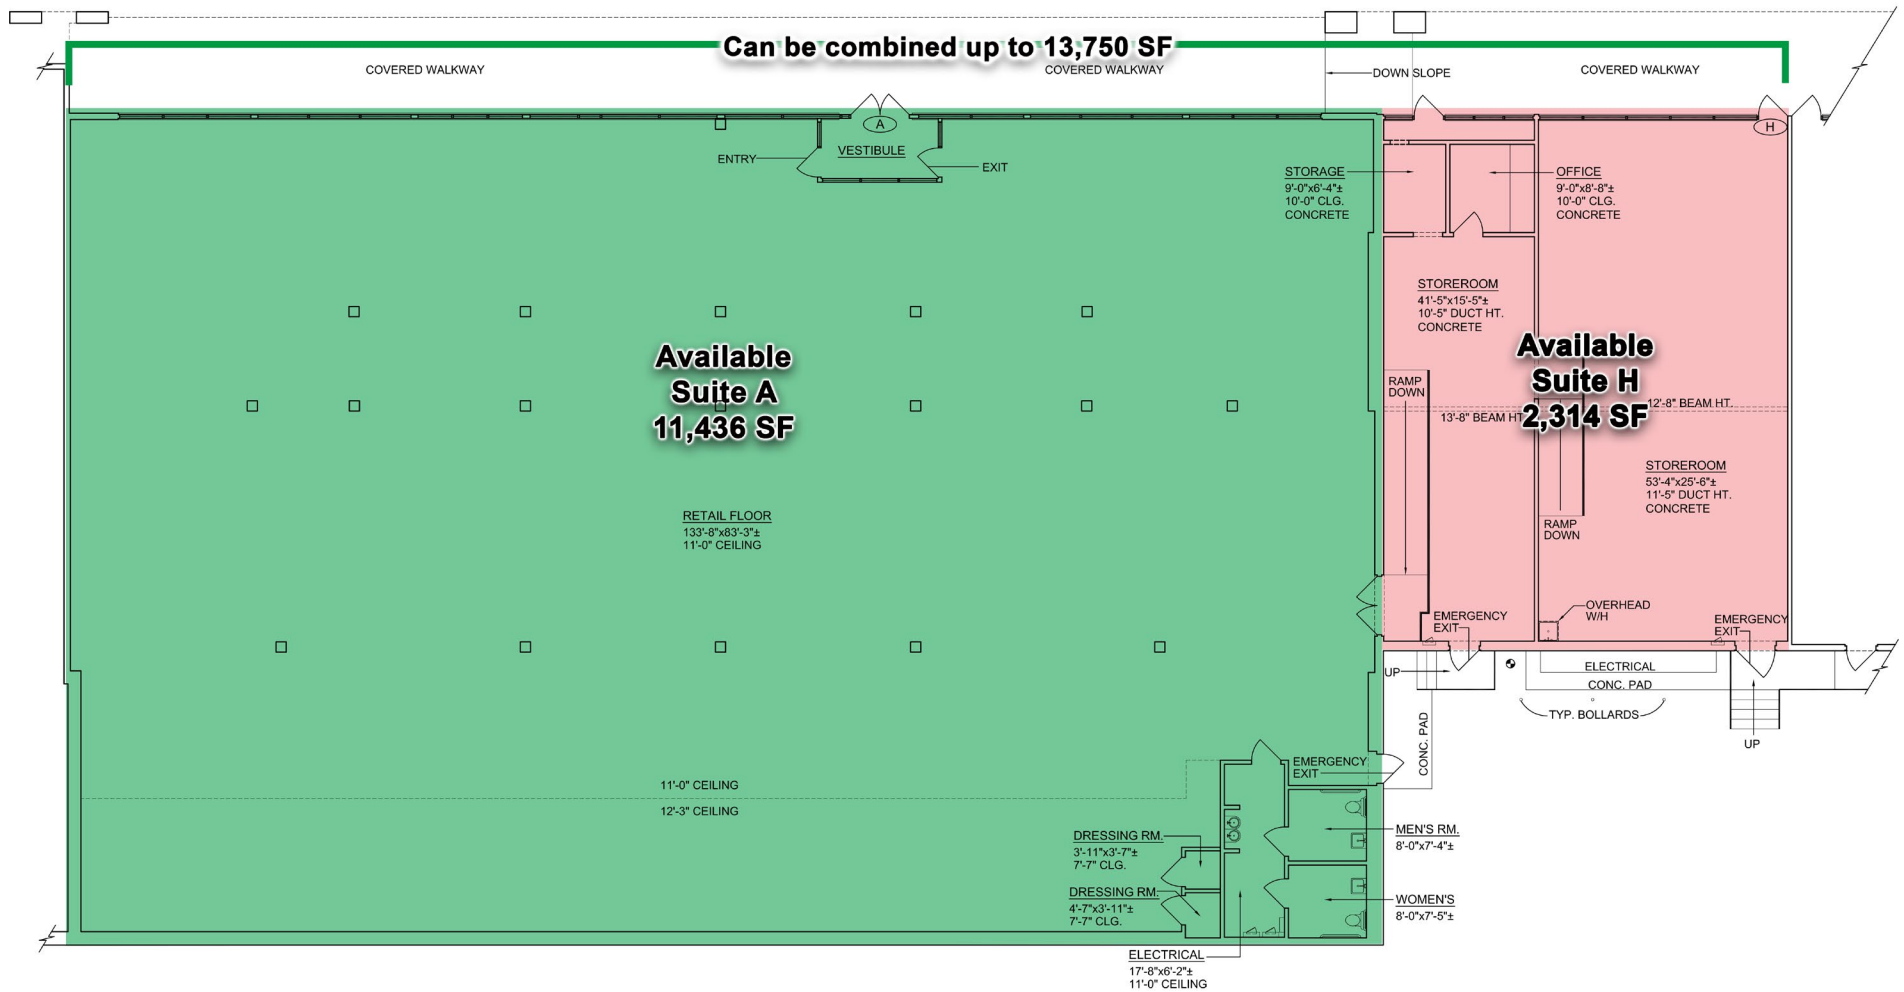 Can be combined up to 13,750 SF
COVERED WALKWAY
COVERED WALKWAY
DOWN SLOPE
COVERED WALKWAY
A
VESTIBULE
ENTRY
EXIT
H
STORAGE
9'-0"x6'-4"±
10'-0" CLG.
CONCRETE
OFFICE
9'-0"x8'-8"±
10'-0" CLG.
CONCRETE
STOREROOM
41'-5"x15'-5"±
10'-5" DUCT HT.
CONCRETE
Available
Suite A
11,436 SF
Available
Suite H
2,314 SF
RAMP
DOWN
13'-8" BEAM HT.
12'-8" BEAM HT.
STOREROOM
53'-4"x25'-6"±
11'-5" DUCT HT.
CONCRETE
RETAIL FLOOR
133'-8"x83'-3"±
11'-0" CEILING
RAMP
DOWN
OVERHEAD
W/H
EMERGENCY
EXIT
EMERGENCY
EXIT
UP
ELECTRICAL
CONC. PAD
TYP. BOLLARDS
CONC. PAD
UP
EMERGENCY
EXIT
11'-0" CEILING
12'-3" CEILING
DRESSING RM.
3'-11"x3'-7"±
7'-7" CLG.
MEN'S RM.
8'-0"x7'-4"±
DRESSING RM.
4'-7"x3'-11"±
7'-7" CLG.
WOMEN'S
8'-0"x7'-5"±
ELECTRICAL
17'-8"x6'-2"±
11'-0" CEILING